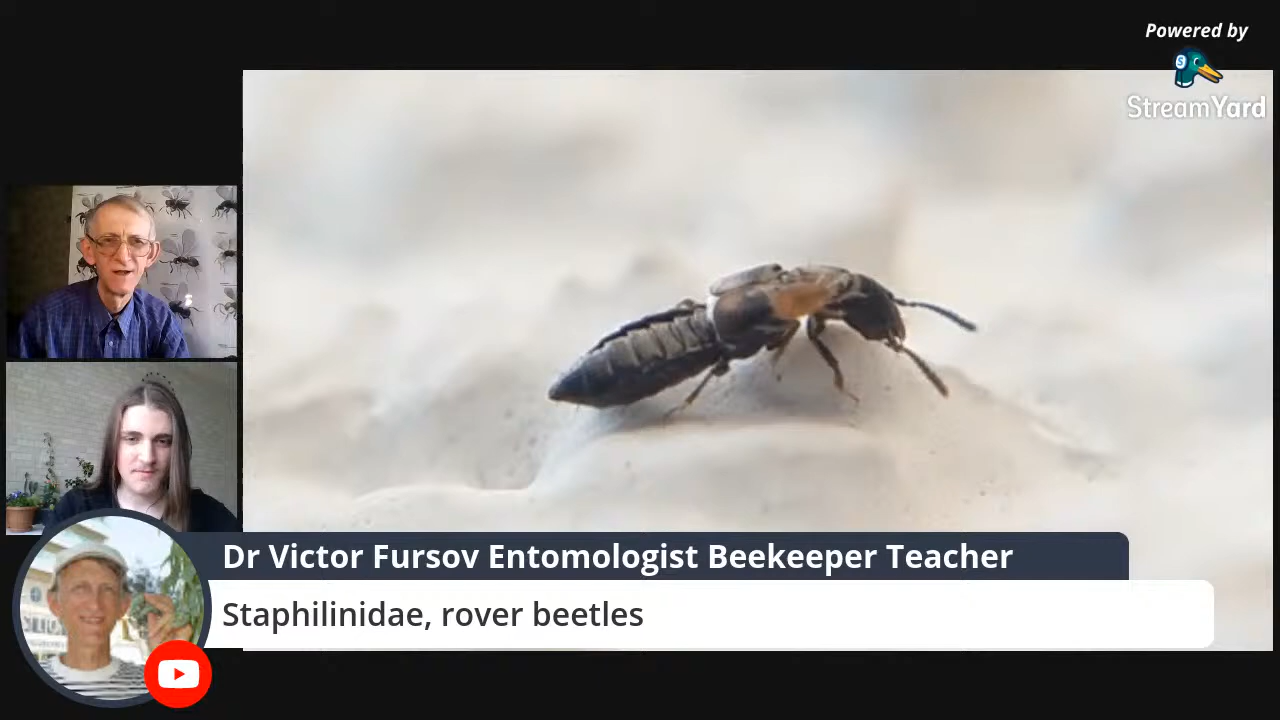 Powered by
StreamYard
Dr Victor Fursov Entomologist Beekeeper Teacher
Staphilinidae, rover beetles